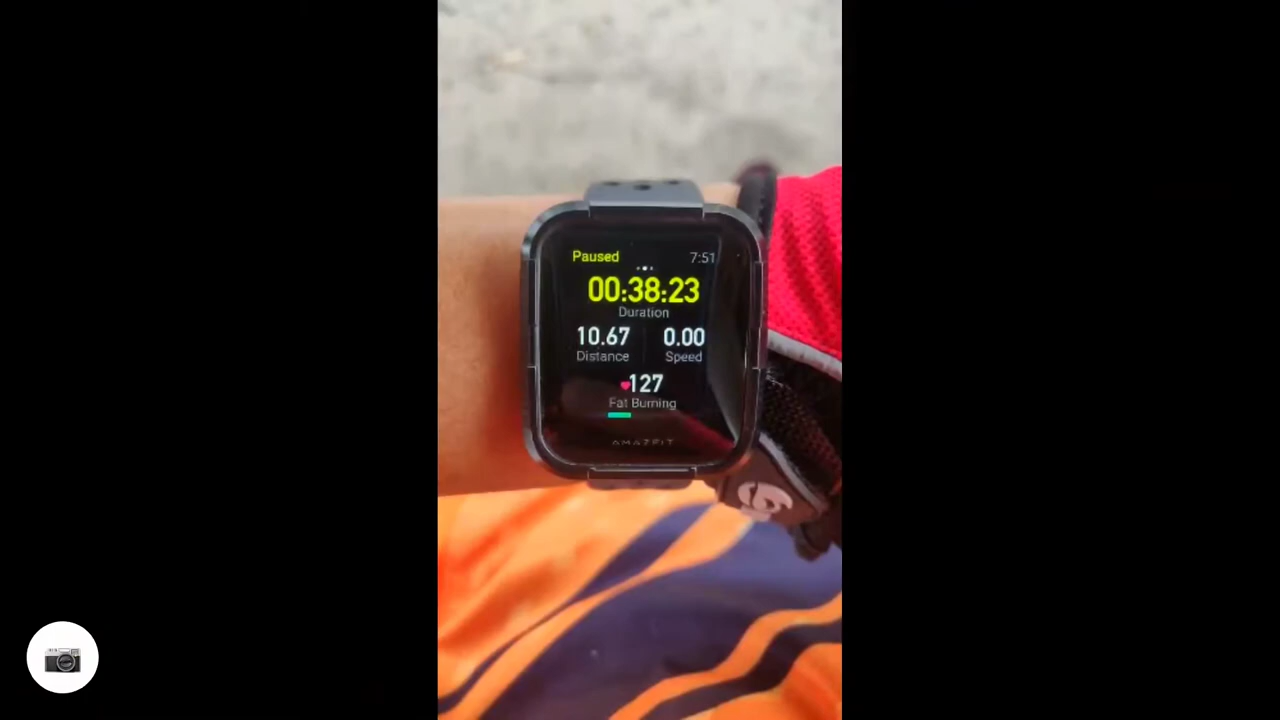 Paused 7:51
00:38:23
Duration
10.67 0.00
Distance Speed
127
Fat Burning
AMAZFIT